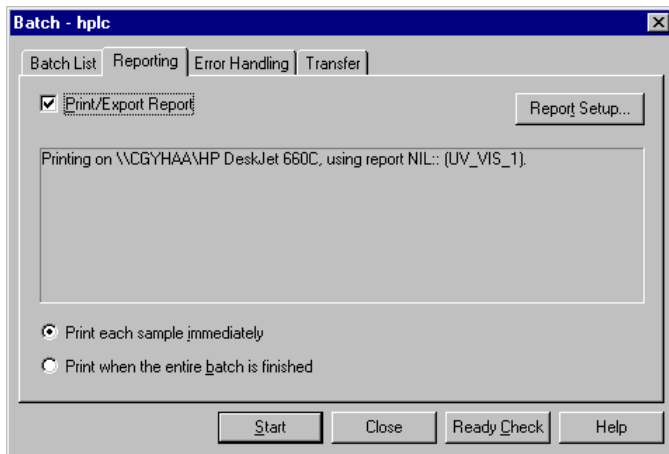 Batch - hplc
Batch List Reporting Error Handling Transfer
Print/Export Report
Report Setup...
Printing on \\CGYHAA\HP DeskJet 660C, using report NIL:: (UV_VIS_1).
Print each sample immediately
Print when the entire batch is finished
Start Close Ready Check Help